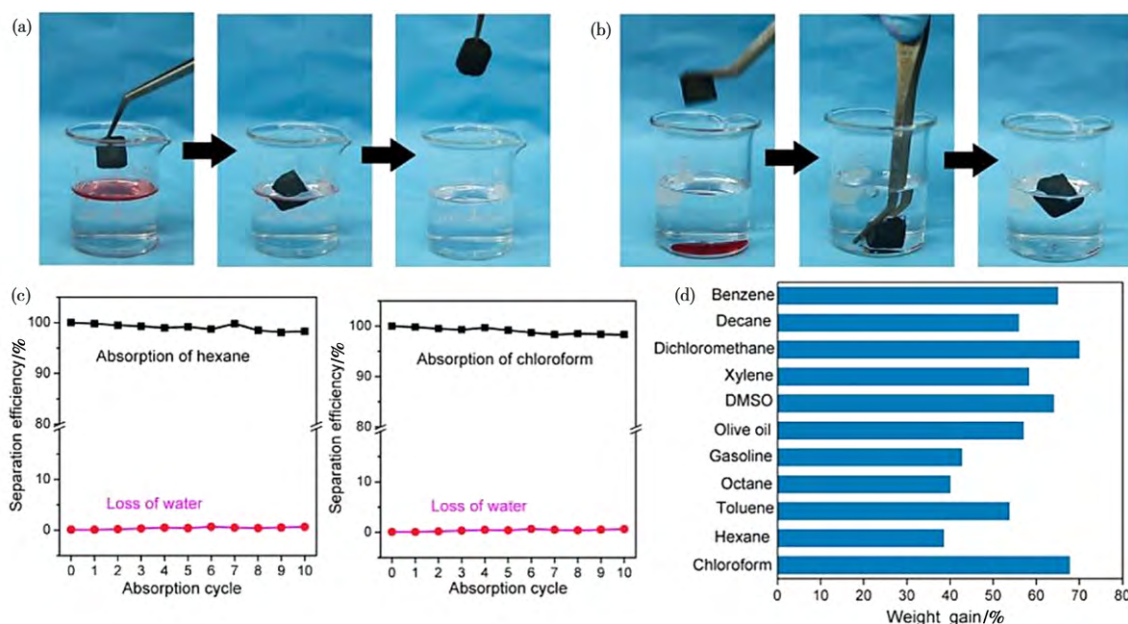 (a)
(b)
(c)
Separation efficiency/%
100
90
80
10
0
Absorption of hexane
Loss of water
0 1 2 3 4 5 6 7 8 9 10
Absorption cycle
Separation efficiency/%
100
90
80
10
0
Absorption of chloroform
Loss of water
0 1 2 3 4 5 6 7 8 9 10
Absorption cycle
(d)
Benzene
Decane
Dichloromethane
Xylene
DMSO
Olive oil
Gasoline
Octane
Toluene
Hexane
Chloroform
0 10 20 30 40 50 60 70 80
Weight gain/%